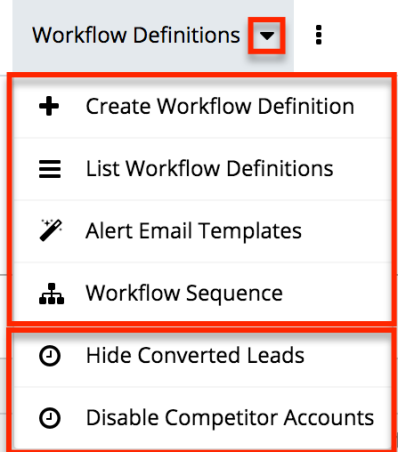 Workflow Definitions
Create Workflow Definition
List Workflow Definitions
Alert Email Templates
Workflow Sequence
Hide Converted Leads
Disable Competitor Accounts